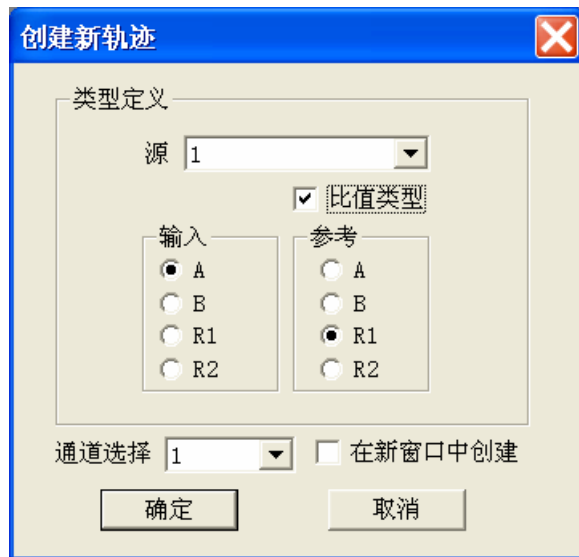 创建新轨迹
类型定义
源 1
比值类型
输入
A
B
R1
R2
参考
A
B
R1
R2
通道选择 1 在新窗口中创建
确定 取消